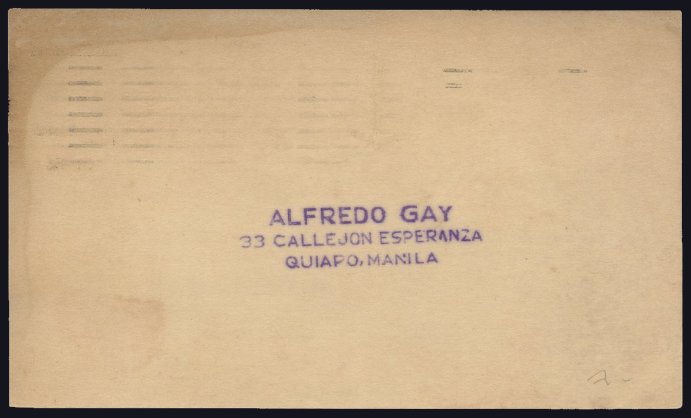 ALFREDO GAY
33 CALLEJON ESPERANZA
QUIAPO, MANILA